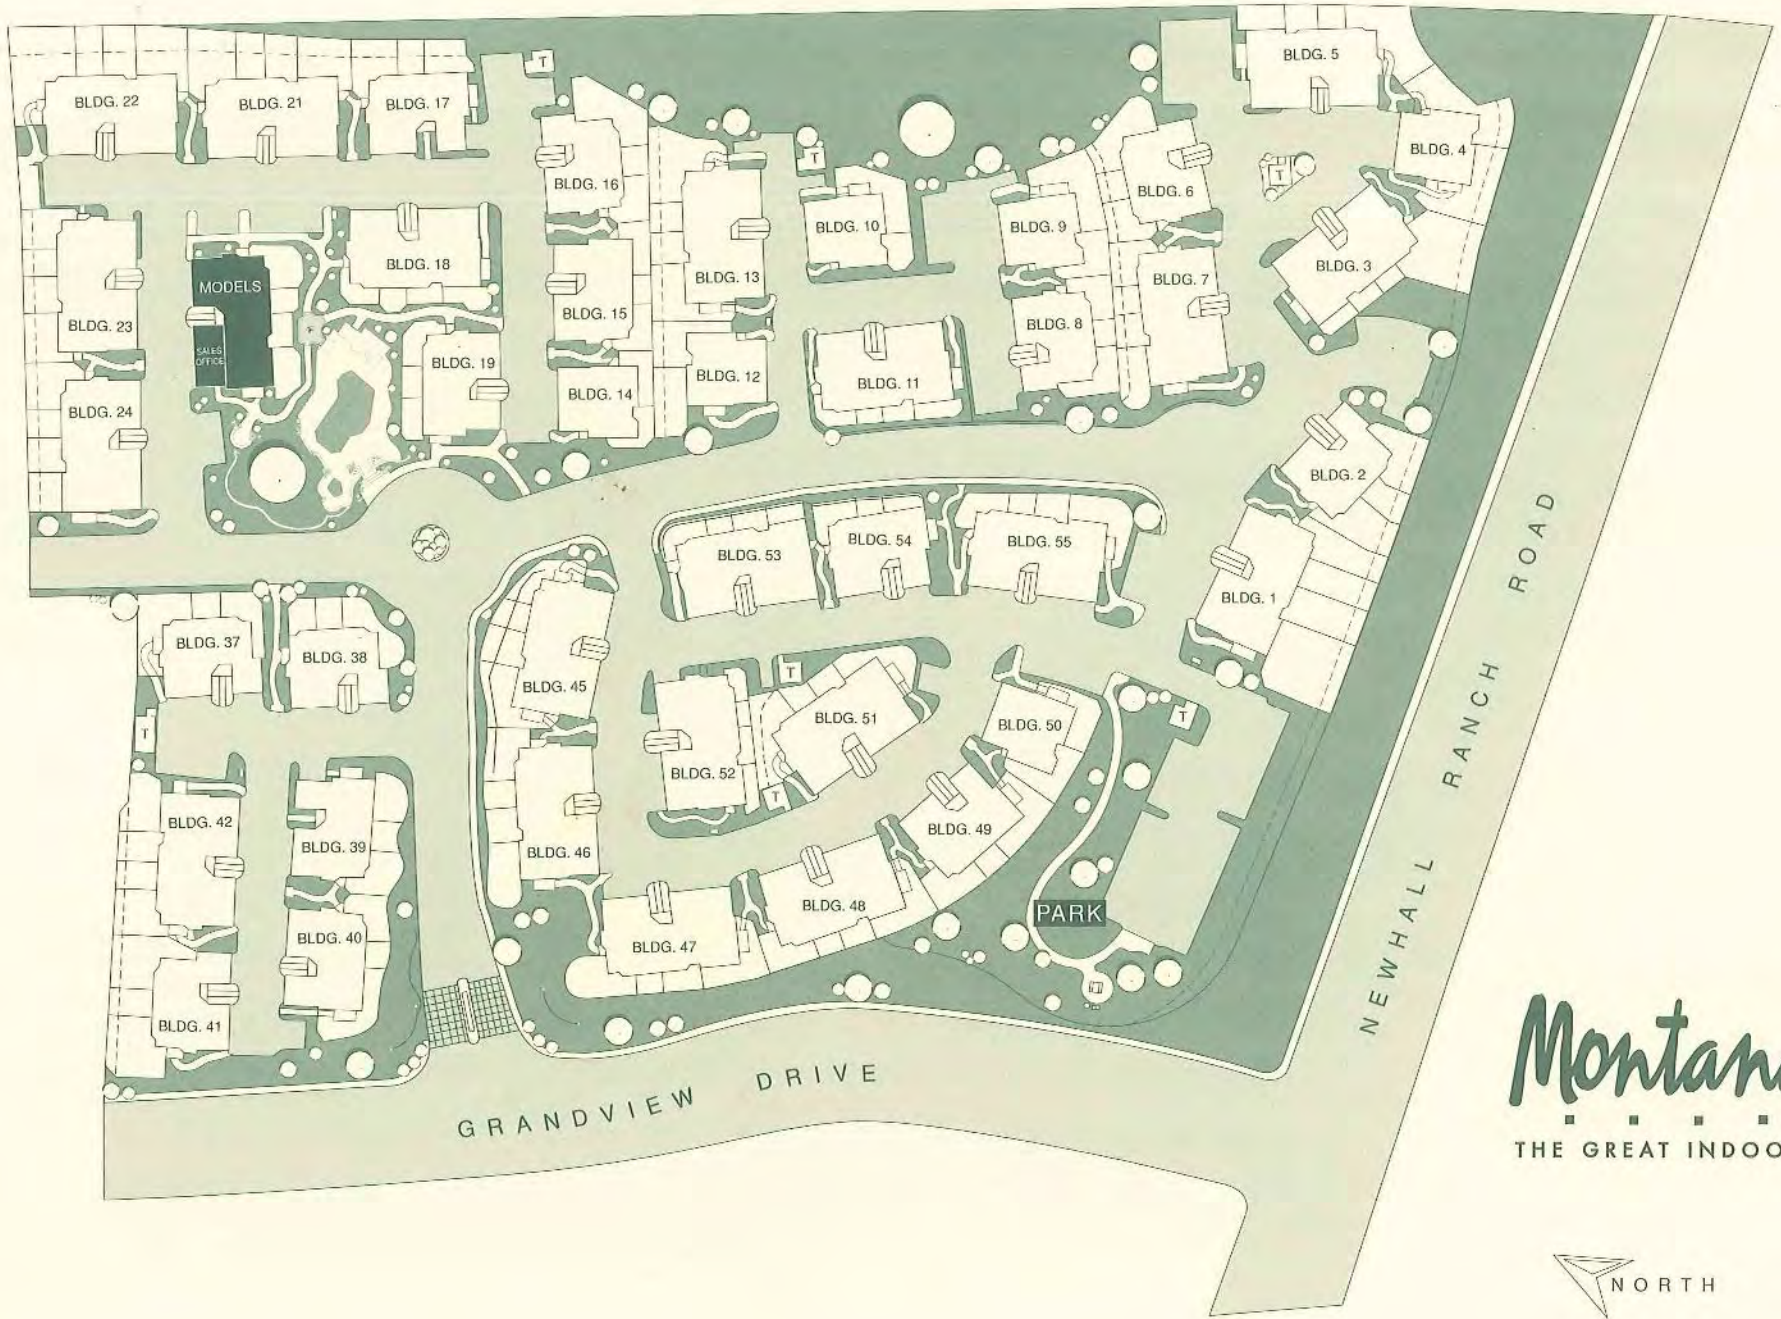 BLDG. 5
T
BLDG. 22
BLDG. 21
BLDG. 17
BLDG. 4
T
T
BLDG. 16
BLDG. 6
BLDG. 10
BLDG. 9
BLDG. 18
BLDG. 3
MODELS
BLDG. 13
BLDG. 7
BLDG. 15
BLDG. 23
BLDG. 8
SALES
OFFICE
BLDG. 19
BLDG. 12
BLDG. 11
BLDG. 14
BLDG. 24
BLDG. 2
BLDG. 53
BLDG. 54
BLDG. 55
BLDG. 1
BLDG. 37
BLDG. 38
T
BLDG. 45
BLDG. 51
BLDG. 50
T
T
BLDG. 52
T
BLDG. 42
BLDG. 39
BLDG. 46
BLDG. 49
BLDG. 48
PARK
BLDG. 40
BLDG. 47
BLDG. 41
NEWHALL RANCH ROAD
GRANDVIEW DRIVE
Montan
THE GREAT INDOO
NORTH